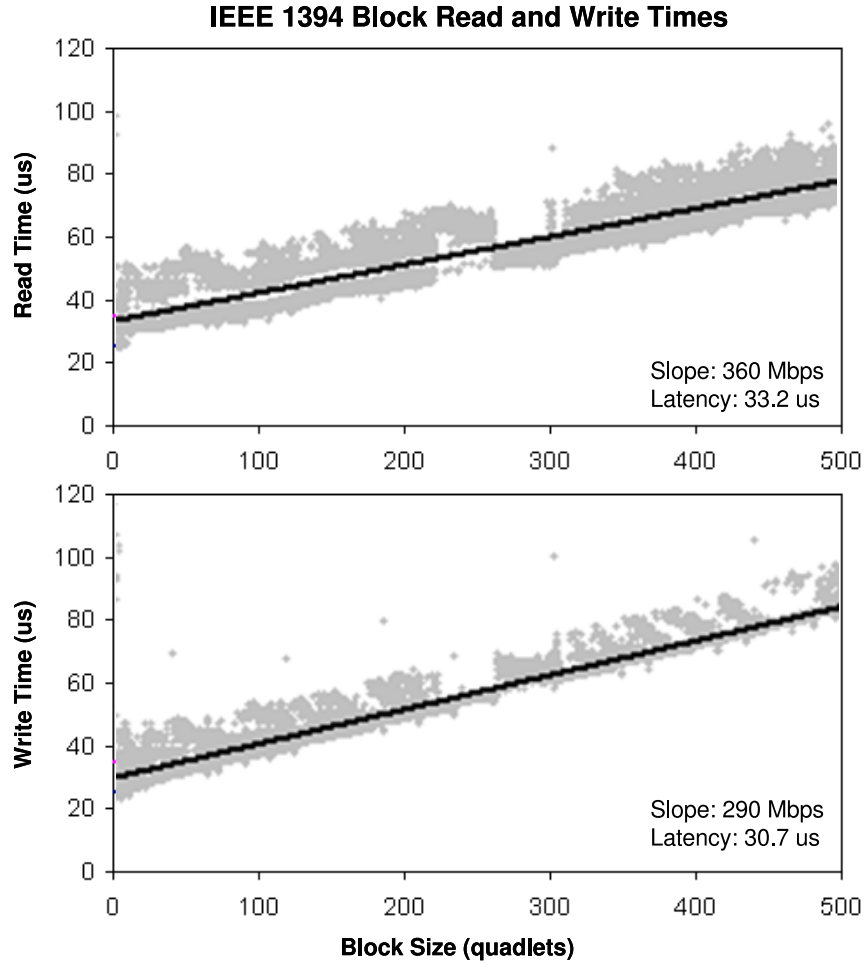 IEEE 1394 Block Read and Write Times
120
100
80
60
40
20
0
Read Time (us)
Slope: 360 Mbps
Latency: 33.2 us
0 100 200 300 400 500
120
100
80
60
40
20
0
Write Time (us)
Slope: 290 Mbps
Latency: 30.7 us
0 100 200 300 400 500
Block Size (quadlets)